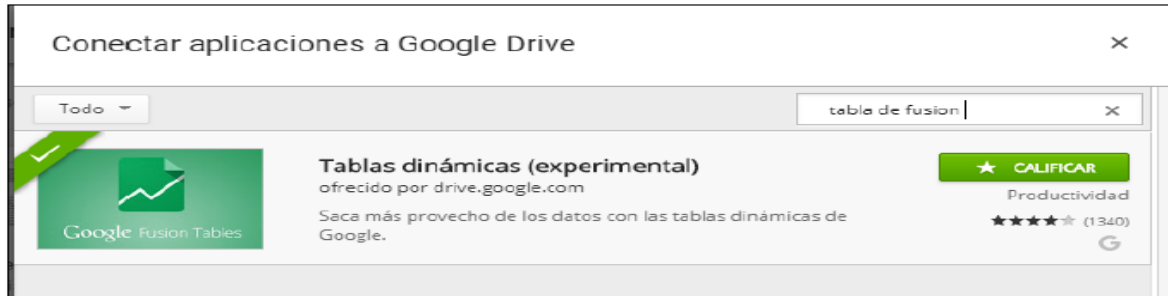 Conectar aplicaciones a Google Drive
Todo
tabla de fusion
Tablas dinámicas (experimental)
ofrecido por drive.google.com
Saca más provecho de los datos con las tablas dinámicas de
Google.
Google Fusion Tables
CALIFICAR
Productividad
(1340)
G